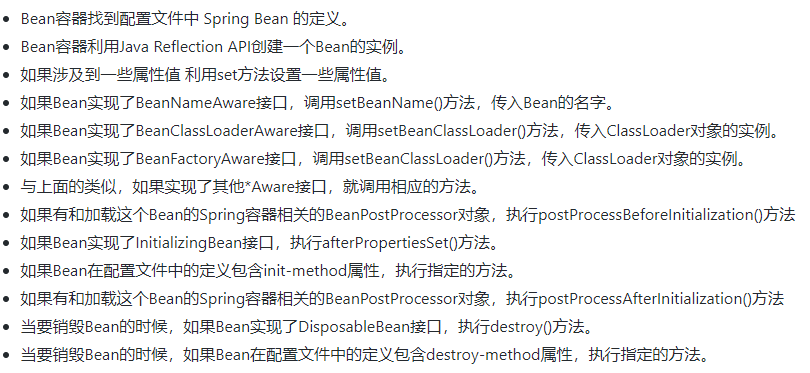 Bean容器找到配置文件中 Spring Bean 的定义。
Bean容器利用Java Reflection API创建一个Bean的实例。
如果涉及到一些属性值 利用set方法设置一些属性值。
如果Bean实现了BeanNameAware接口，调用setBeanName()方法，传入Bean的名字。
如果Bean实现了BeanClassLoaderAware接口，调用setBeanClassLoader()方法，传入ClassLoader对象的实例。
如果Bean实现了BeanFactoryAware接口，调用setBeanClassLoader()方法，传入ClassLoader对象的实例。
与上面的类似，如果实现了其他*Aware接口，就调用相应的方法。
如果有和加载这个Bean的Spring容器相关的BeanPostProcessor对象，执行postProcessBeforeInitialization()方法
如果Bean实现了InitializingBean接口，执行afterPropertiesSet()方法。
如果Bean在配置文件中的定义包含init-method属性，执行指定的方法。
如果有和加载这个Bean的Spring容器相关的BeanPostProcessor对象，执行postProcessAfterInitialization()方法
当要销毁Bean的时候，如果Bean实现了DisposableBean接口，执行destroy()方法。
当要销毁Bean的时候，如果Bean在配置文件中的定义包含destroy-method属性，执行指定的方法。